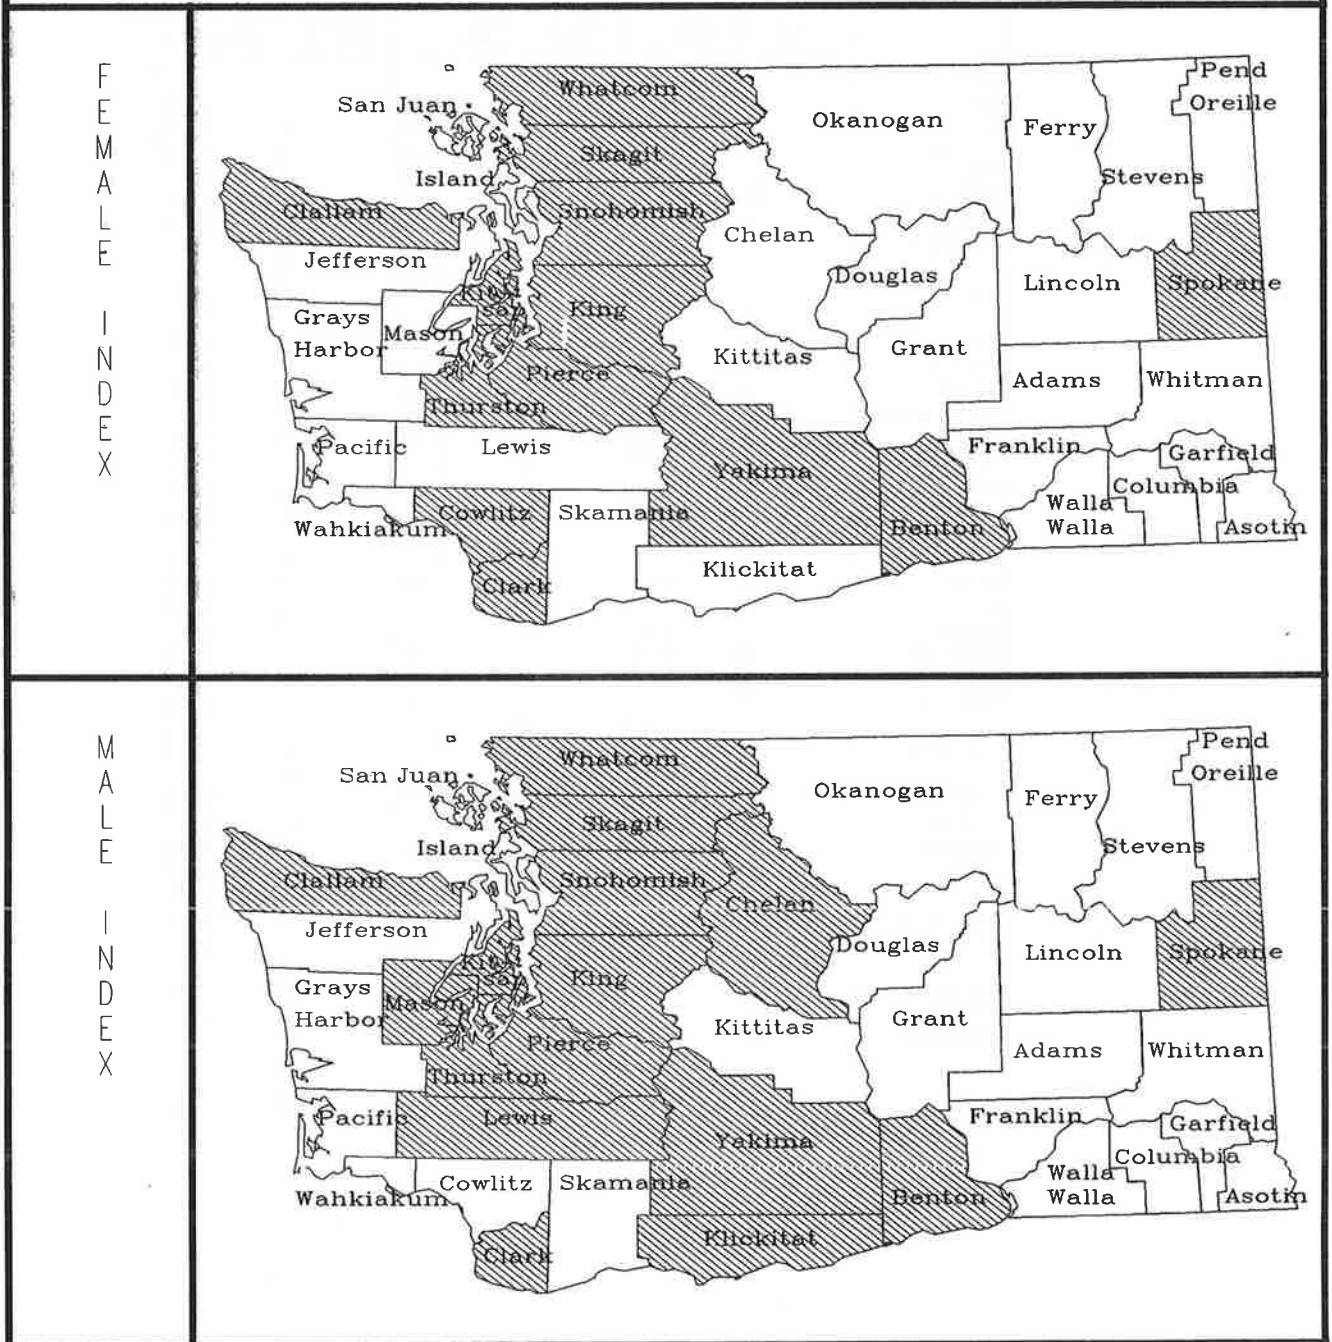 FEMALE INDEX
Whatcom
San Juan
Skagit
Island
Clallam
Snohomish
Jefferson
Kit
sap
King
Grays
Harbor
Mason
Pierce
Thurston
Pacific
Lewis
Wahkiakum
Cowlitz
Skamania
Clark
Klickitat
Yakima
Benton
Okanogan
Chelan
Douglas
Kittitas
Grant
Ferry
Stevens
Pend
Oreille
Lincoln
Spokane
Adams
Whitman
Franklin
Garfield
Columbia
Walla
Walla
Asotin
MALE INDEX
Whatcom
San Juan
Skagit
Island
Clallam
Snohomish
Jefferson
Kit
sap
King
Grays
Harbor
Mason
Pierce
Thurston
Pacific
Lewis
Wahkiakum
Cowlitz
Skamania
Clark
Klickitat
Yakima
Benton
Okanogan
Chelan
Douglas
Kittitas
Grant
Ferry
Stevens
Pend
Oreille
Lincoln
Spokane
Adams
Whitman
Franklin
Garfield
Columbia
Walla
Walla
Asotin